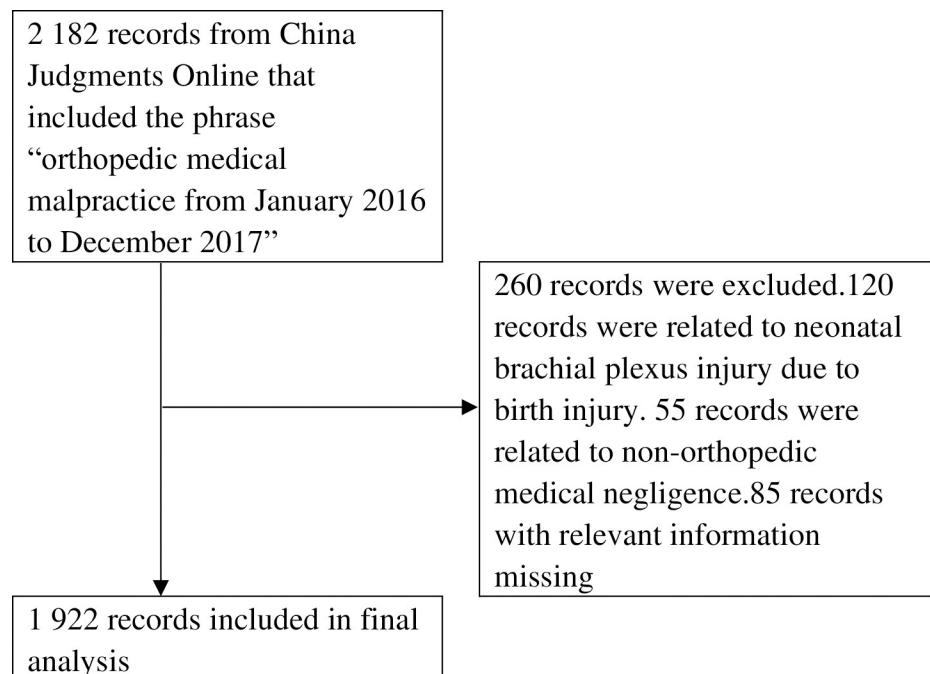 2 182 records from China
Judgments Online that
included the phrase
“orthopedic medical
malpractice from January 2016
to December 2017”
260 records were excluded.120
records were related to neonatal
brachial plexus injury due to
birth injury. 55 records were
related to non-orthopedic
medical negligence.85 records
with relevant information
missing
1 922 records included in final
analysis